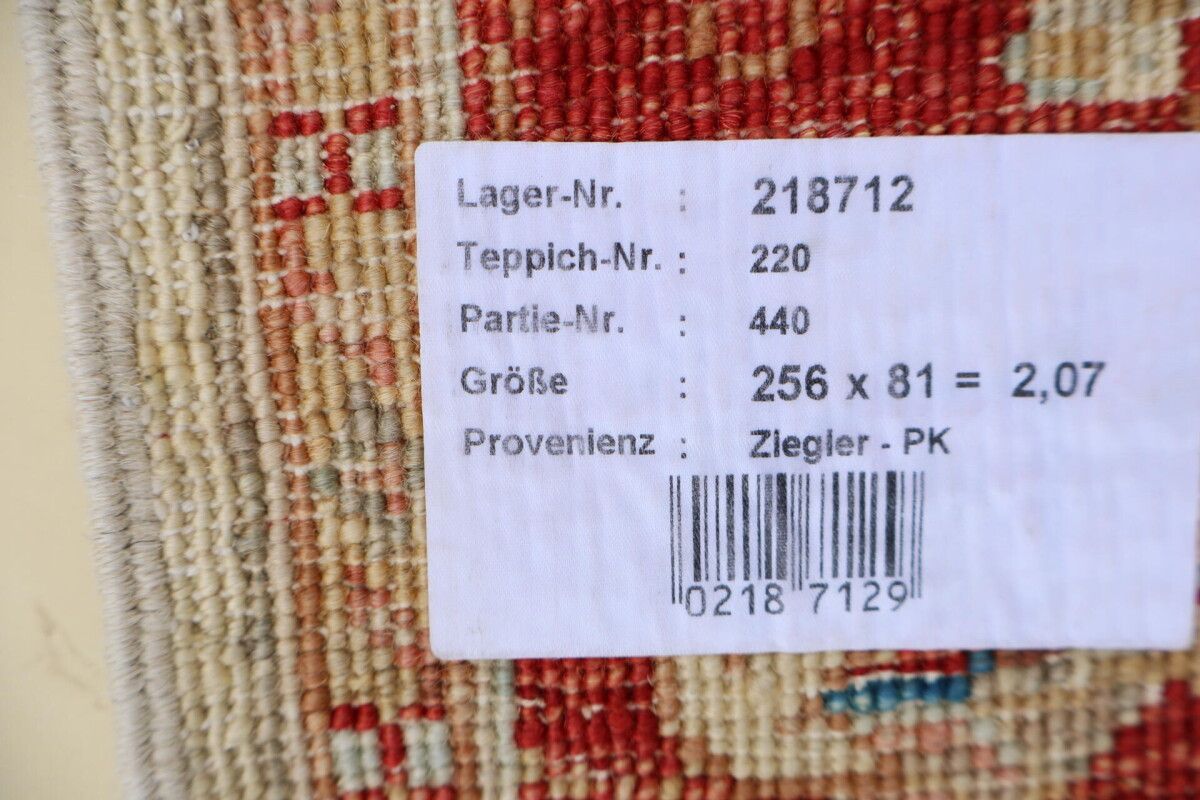 Lager-Nr. : 218712
Teppich-Nr. : 220
Partie-Nr. : 440
Größe : 256 x 81 = 2,07
Provenienz : Ziegler - PK
0218 7129